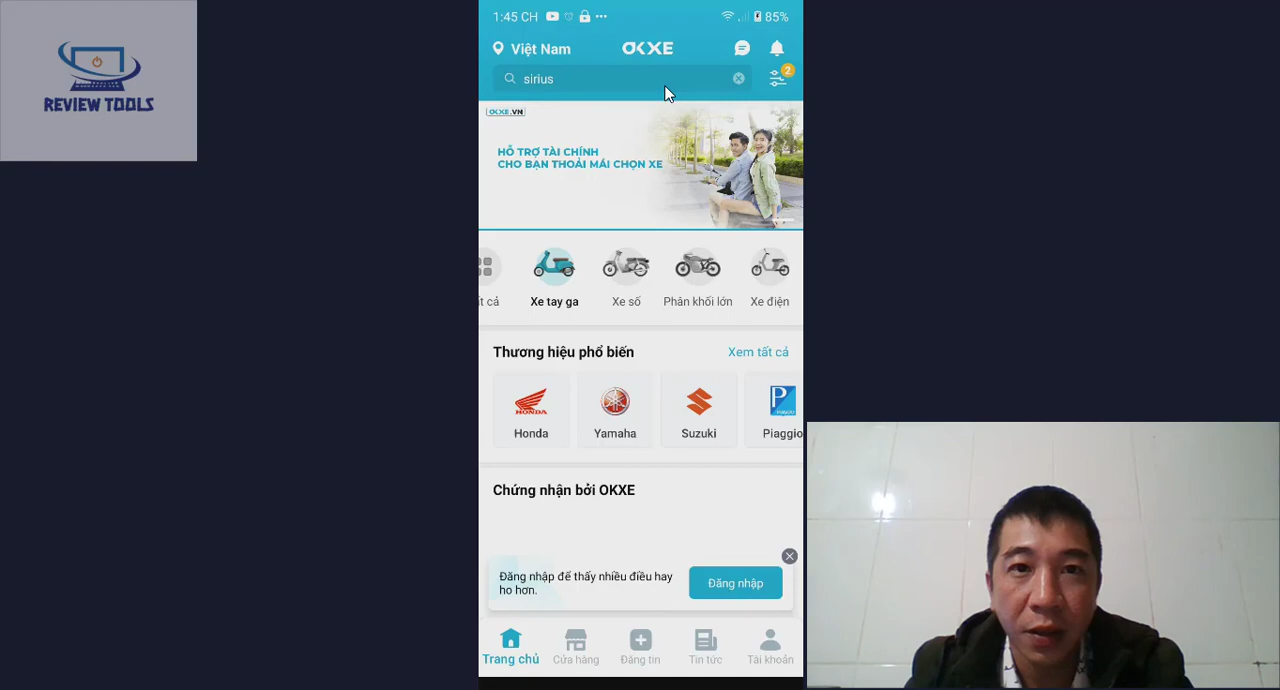 REVIEW TOOLS
1:45 CH
85%
Việt Nam
OKXE
sirius
2
OKXE.VN
HỖ TRỢ TÀI CHÍNH
CHO BẠN THOẢI MÁI CHỌN XE
t cả
Xe tay ga
Xe số
Phân khối lớn
Xe điện
Thương hiệu phổ biến
Xem tất cả
HONDA
Honda
Yamaha
Suzuki
PIAGGIO
Piaggio
Chứng nhận bởi OKXE
Đăng nhập để thấy nhiều điều hay
ho hơn.
Đăng nhập
Trang chủ
Cửa hàng
Đăng tin
Tin tức
Tài khoản